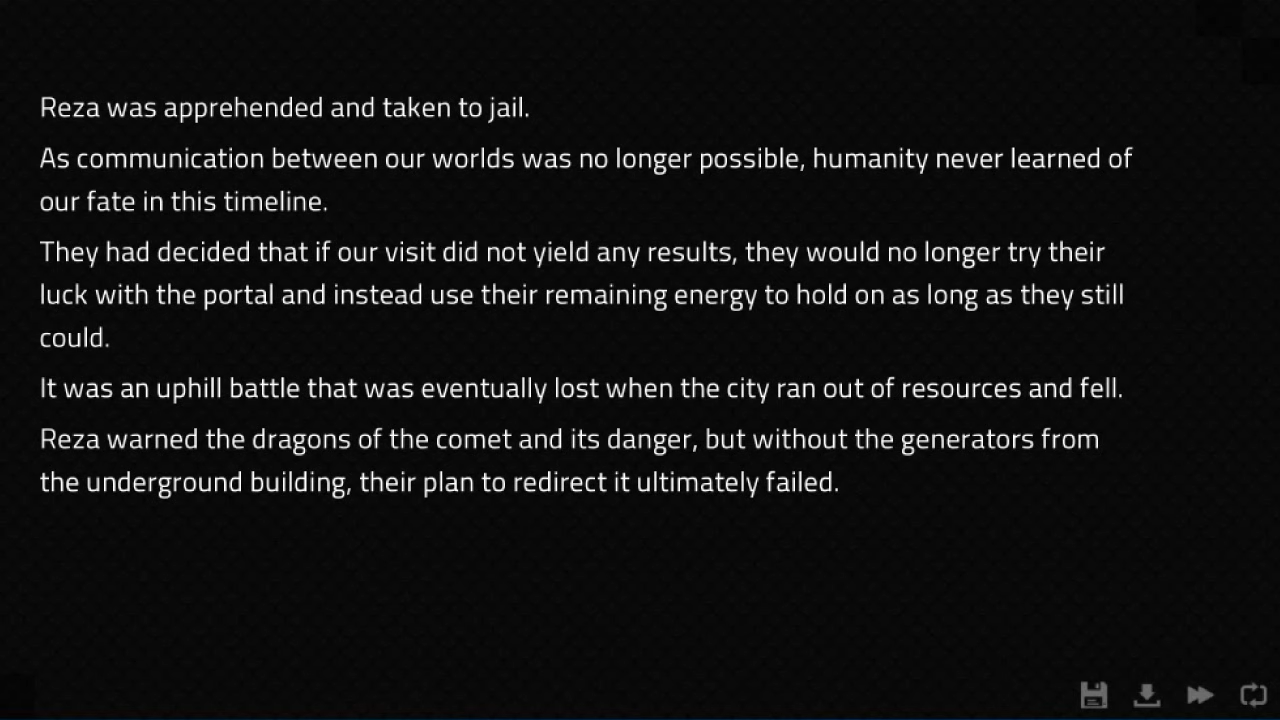 Reza was apprehended and taken to jail.
As communication between our worlds was no longer possible, humanity never learned of
our fate in this timeline.
They had decided that if our visit did not yield any results, they would no longer try their
luck with the portal and instead use their remaining energy to hold on as long as they still
could.
It was an uphill battle that was eventually lost when the city ran out of resources and fell.
Reza warned the dragons of the comet and its danger, but without the generators from
the underground building, their plan to redirect it ultimately failed.